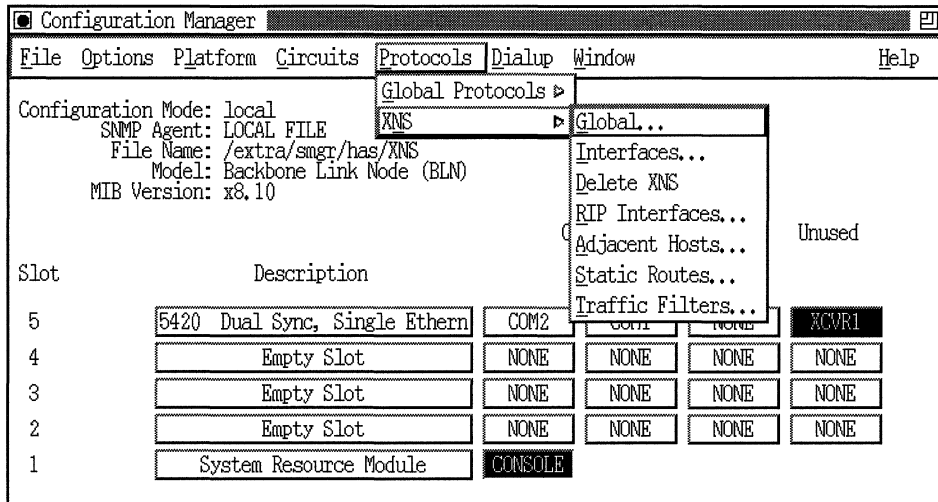 Configuration Manager
File Options Platform Circuits Protocols Dialup Window Help
Global Protocols
XNS
Global...
Interfaces...
Delete XNS
RIP Interfaces...
Adjacent Hosts...
Static Routes...
Traffic Filters...
Configuration Mode: local
SNMP Agent: LOCAL FILE
File Name: /extra/smgr/has/XNS
Model: Backbone Link Node (BLN)
MIB Version: x8.10
Unused
Slot Description
5 5420 Dual Sync, Single Ethern COM2 COM1 NONE XCVR1
4 Empty Slot NONE NONE NONE NONE
3 Empty Slot NONE NONE NONE NONE
2 Empty Slot NONE NONE NONE NONE
1 System Resource Module CONSOLE